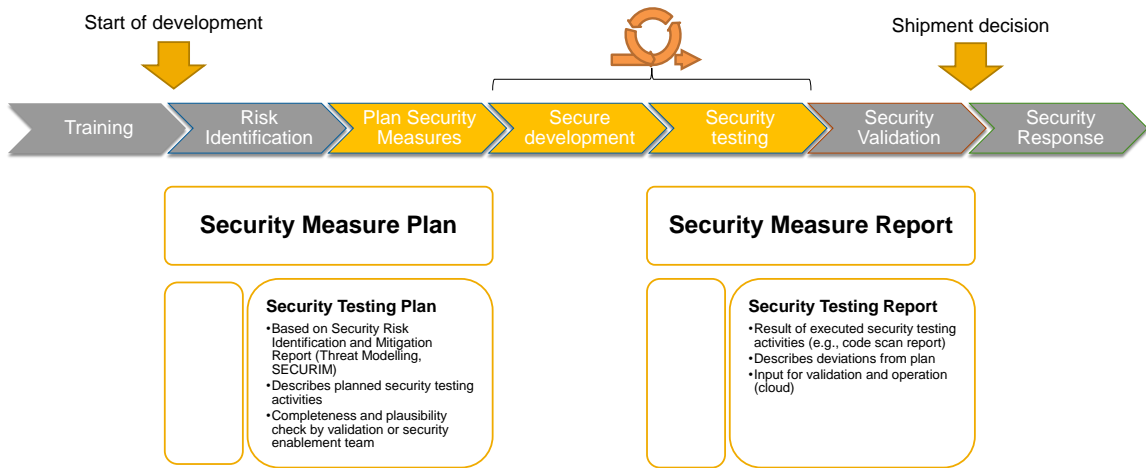 Start of development
Shipment decision
Training
Risk
Identification
Plan Security
Measures
Secure
development
Security
testing
Security
Validation
Security
Response
Security Measure Plan
Security Measure Report
Security Testing Plan
•Based on Security Risk
Identification and Mitigation
Report (Threat Modelling,
SECURIM)
•Describes planned security testing
activities
•Completeness and plausibility
check by validation or security
enablement team
Security Testing Report
•Result of executed security testing
activities (e.g., code scan report)
•Describes deviations from plan
•Input for validation and operation
(cloud)